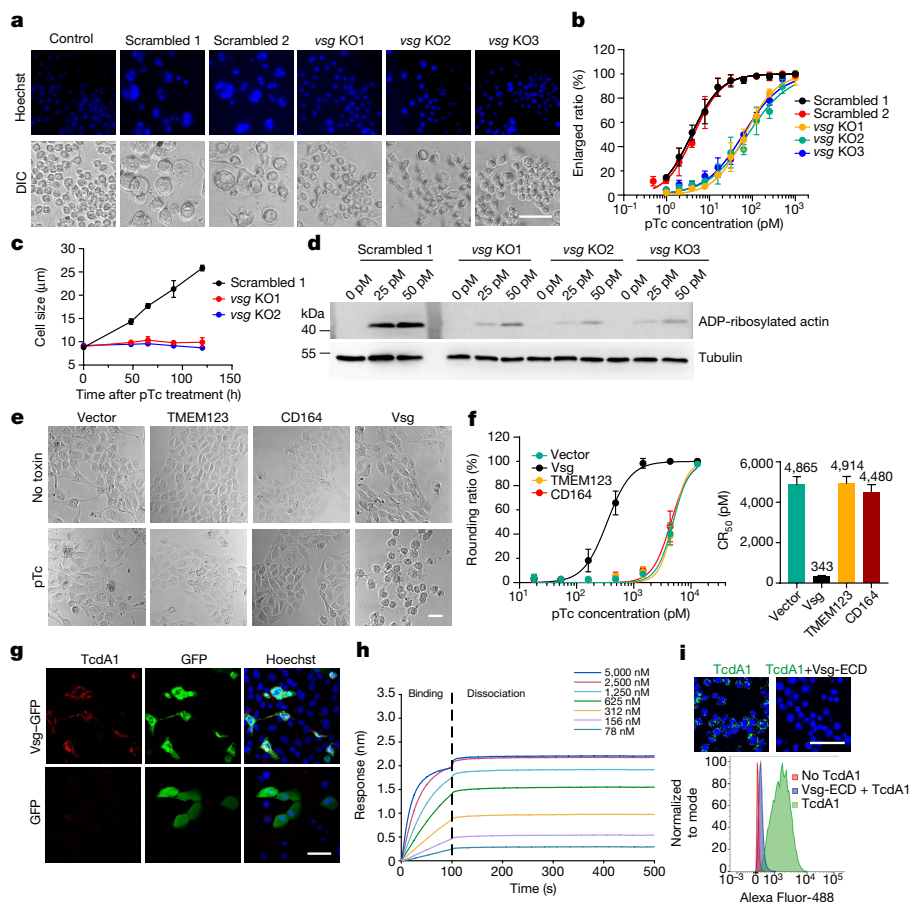 a
Control
Scrambled 1
Scrambled 2
vsg KO1
vsg KO2
vsg KO3
Hoechst
DIC
b
Enlarged ratio (%)
120
100
80
60
40
20
0
10⁻¹ 10⁰ 10¹ 10² 10³
pTc concentration (pM)
Scrambled 1
Scrambled 2
vsg KO1
vsg KO2
vsg KO3
c
Cell size (μm)
30
25
20
15
10
5
0 50 100 150
Time after pTc treatment (h)
Scrambled 1
vsg KO1
vsg KO2
d
Scrambled 1 vsg KO1 vsg KO2 vsg KO3
0 pM 25 pM 50 pM 0 pM 25 pM 50 pM 0 pM 25 pM 50 pM 0 pM 25 pM 50 pM
kDa
40
55
ADP-ribosylated actin
Tubulin
e
Vector
TMEM123
CD164
Vsg
No toxin
pTc
f
Rounding ratio (%)
120
100
80
60
40
20
0
10¹ 10² 10³ 10⁴
pTc concentration (pM)
Vector
Vsg
TMEM123
CD164
CR₅₀ (pM)
6,000
4,000
2,000
0
4,865
343
4,914
4,480
Vector
Vsg
TMEM123
CD164
g
TcdA1
GFP
Hoechst
Vsg–GFP
GFP
h
Binding
Dissociation
Response (nm)
3.5
3.0
2.5
2.0
1.5
1.0
0.5
0
0 100 200 300 400 500
Time (s)
5,000 nM
2,500 nM
1,250 nM
625 nM
312 nM
156 nM
78 nM
i
TcdA1
TcdA1+Vsg-ECD
Normalized
to mode
100
80
60
40
20
0
−10³ 0 10³ 10⁴ 10⁵
Alexa Fluor-488
No TcdA1
Vsg-ECD + TcdA1
TcdA1